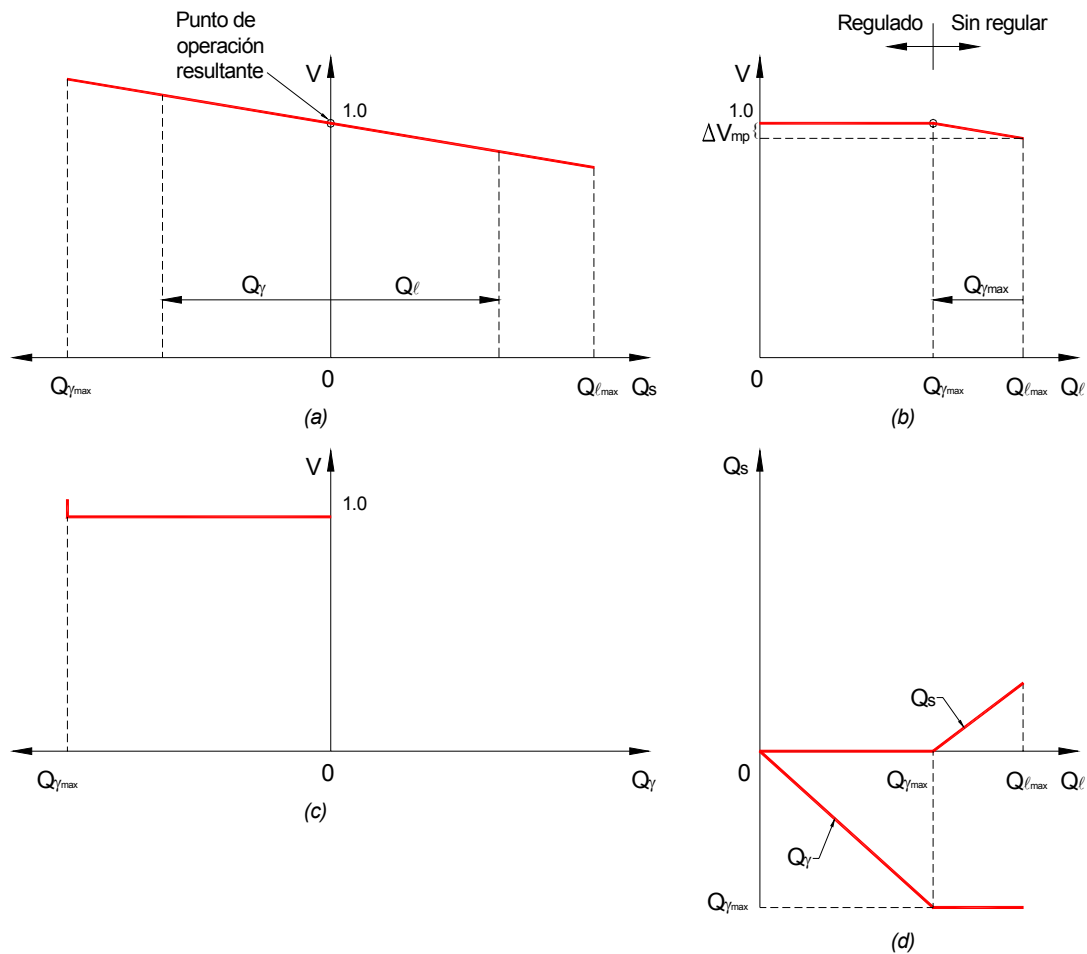 Punto de
operación
resultante
V
1.0
Qγ
Qℓ
Qγmax
0
Qℓmax
Qs
(a)
Regulado
Sin regular
V
1.0
ΔVmp{
Qγmax
0
Qγmax
Qℓmax
Qℓ
(b)
V
1.0
Qγmax
0
Qγ
(c)
Qs
Qs
0
Qγmax
Qℓmax
Qℓ
Qγ
Qγmax
(d)